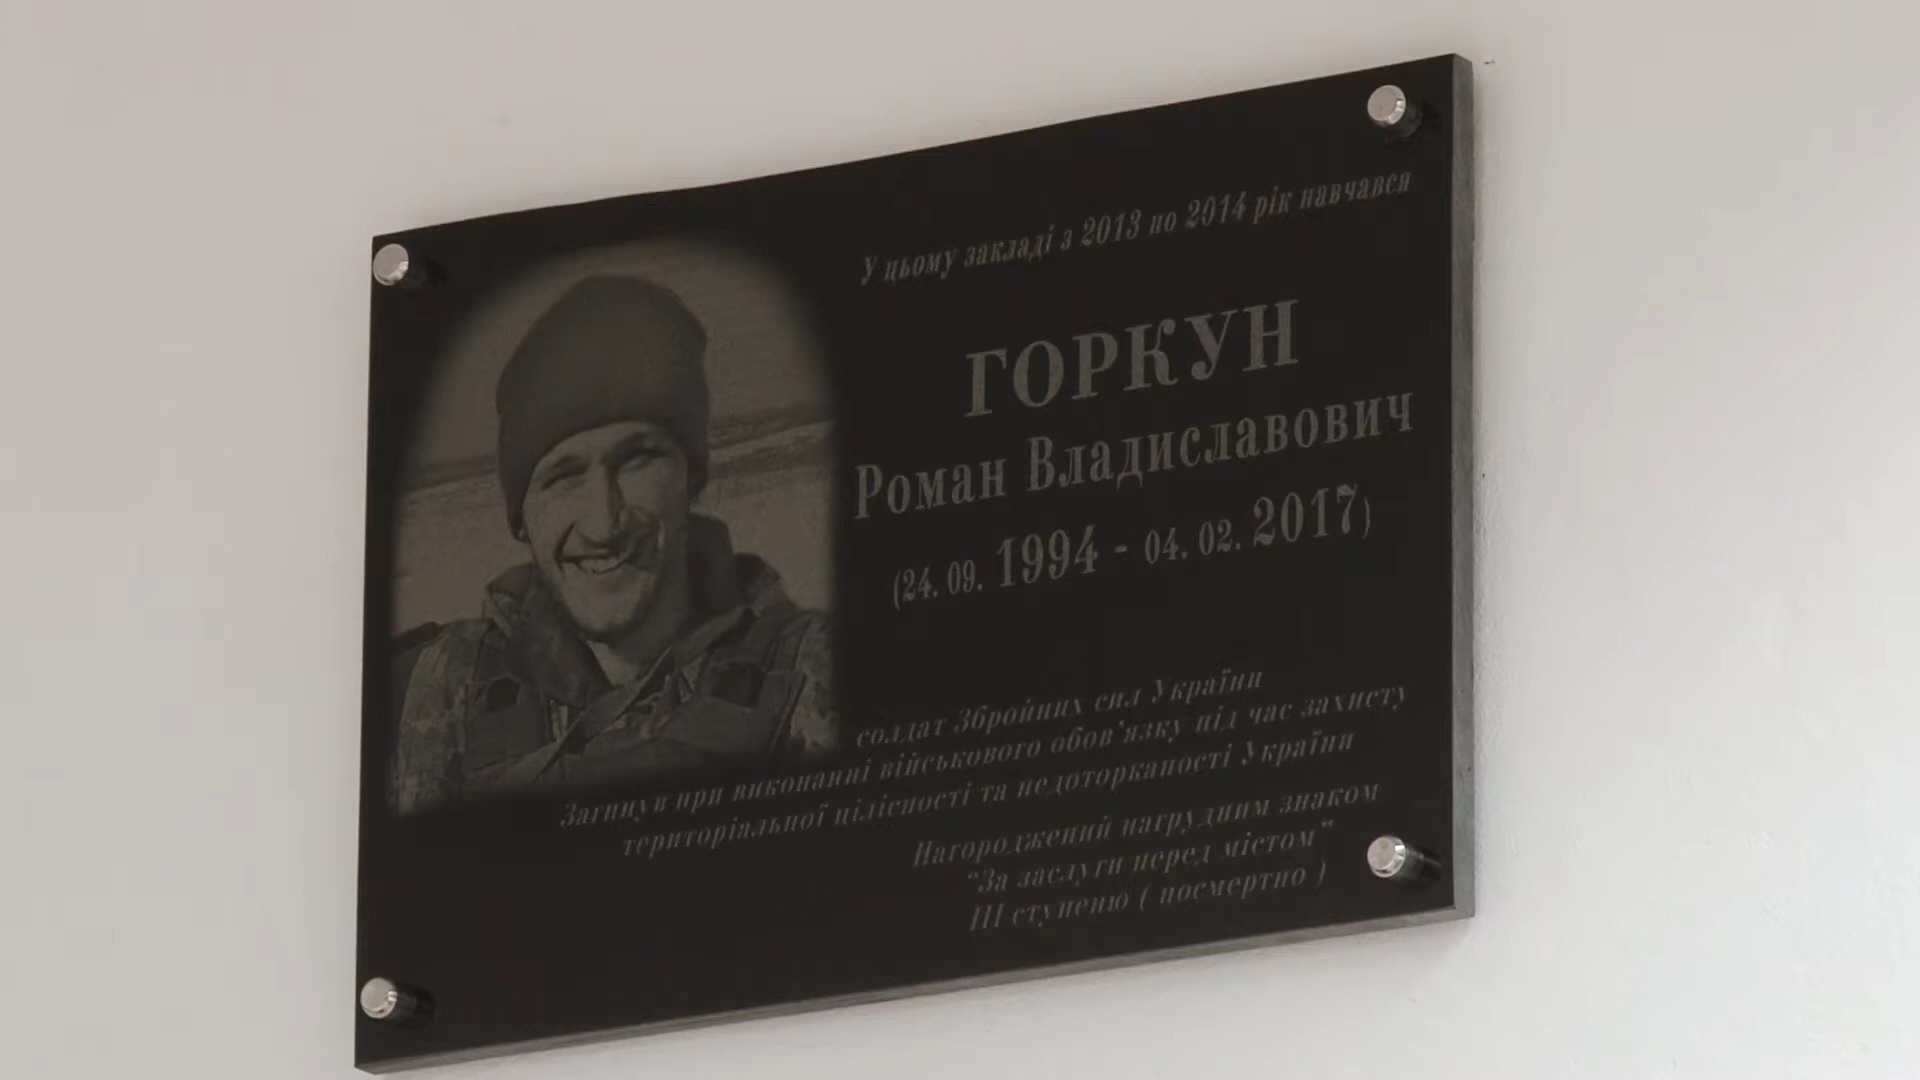 У цьому закладі з 2013 по 2014 рік навчався
ГОРКУН
Роман Владиславович
(24. 09. 1994 - 04. 02. 2017)
солдат Збройних сил України
Загинув при виконанні військового обов'язку під час захисту
територіальної цілісності та недоторканості України
Нагороджений нагрудним знаком
“За заслуги перед містом”
III ступеню ( посмертно )